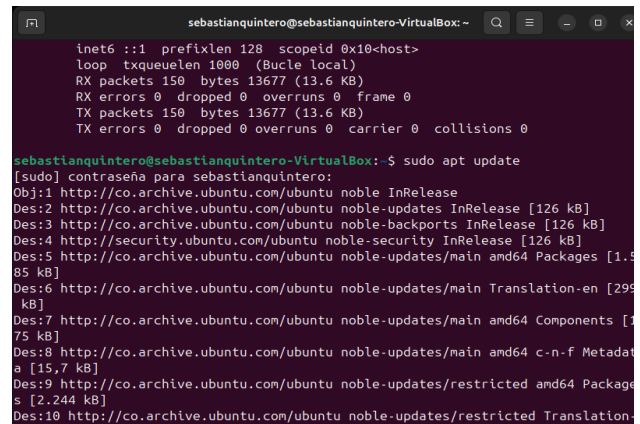 sebastianquintero@sebastianquintero-VirtualBox: ~
inet6 ::1 prefixlen 128 scopeid 0x10<host>
loop txqueuelen 1000 (Bucle local)
RX packets 150 bytes 13677 (13.6 KB)
RX errors 0 dropped 0 overruns 0 frame 0
TX packets 150 bytes 13677 (13.6 KB)
TX errors 0 dropped 0 overruns 0 carrier 0 collisions 0
sebastianquintero@sebastianquintero-VirtualBox:~$ sudo apt update
[sudo] contraseña para sebastianquintero:
Obj:1 http://co.archive.ubuntu.com/ubuntu noble InRelease
Des:2 http://co.archive.ubuntu.com/ubuntu noble-updates InRelease [126 kB]
Des:3 http://co.archive.ubuntu.com/ubuntu noble-backports InRelease [126 kB]
Des:4 http://security.ubuntu.com/ubuntu noble-security InRelease [126 kB]
Des:5 http://co.archive.ubuntu.com/ubuntu noble-updates/main amd64 Packages [1.5
85 kB]
Des:6 http://co.archive.ubuntu.com/ubuntu noble-updates/main Translation-en [299
kB]
Des:7 http://co.archive.ubuntu.com/ubuntu noble-updates/main amd64 Components [1
75 kB]
Des:8 http://co.archive.ubuntu.com/ubuntu noble-updates/main amd64 c-n-f Metadat
a [15,7 kB]
Des:9 http://co.archive.ubuntu.com/ubuntu noble-updates/restricted amd64 Package
s [2.244 kB]
Des:10 http://co.archive.ubuntu.com/ubuntu noble-updates/restricted Translation-